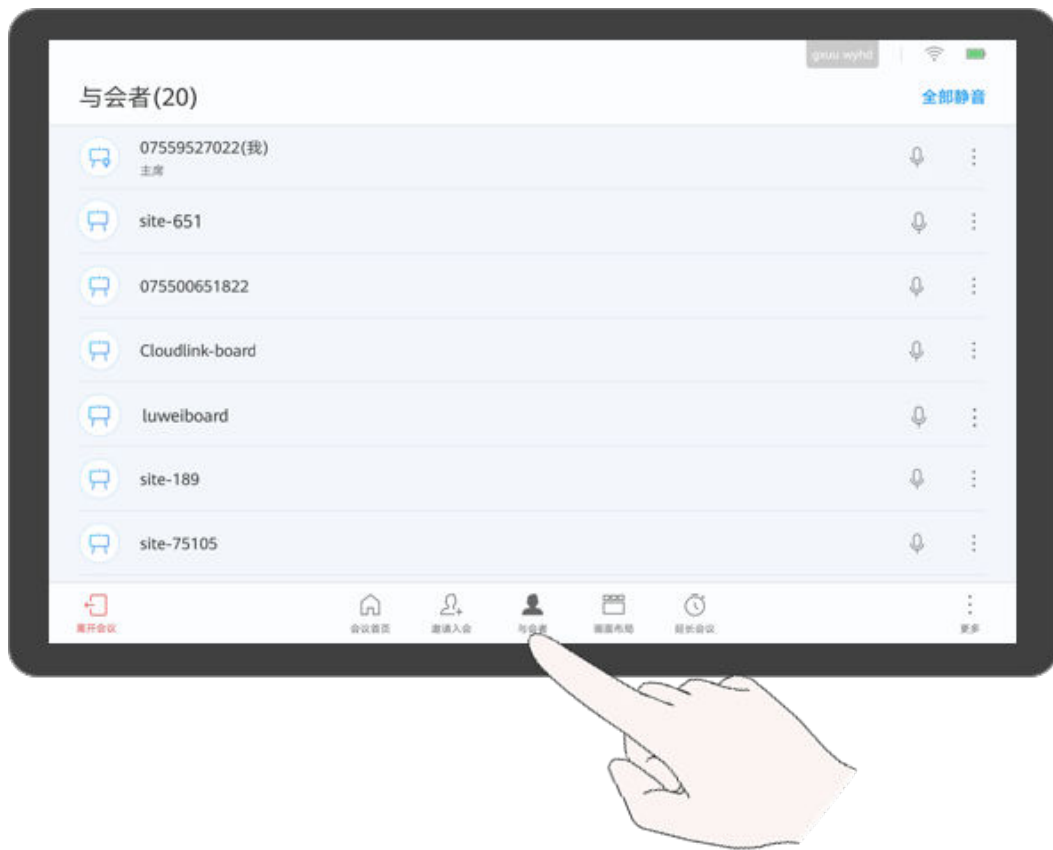 gxuu wyhd
与会者(20)
全部静音
07559527022(我)
主席
site-651
075500651822
Cloudlink-board
luweiboard
site-189
site-75105
离开会议
会议首页
邀请入会
与会者
画面布局
延长会议
更多